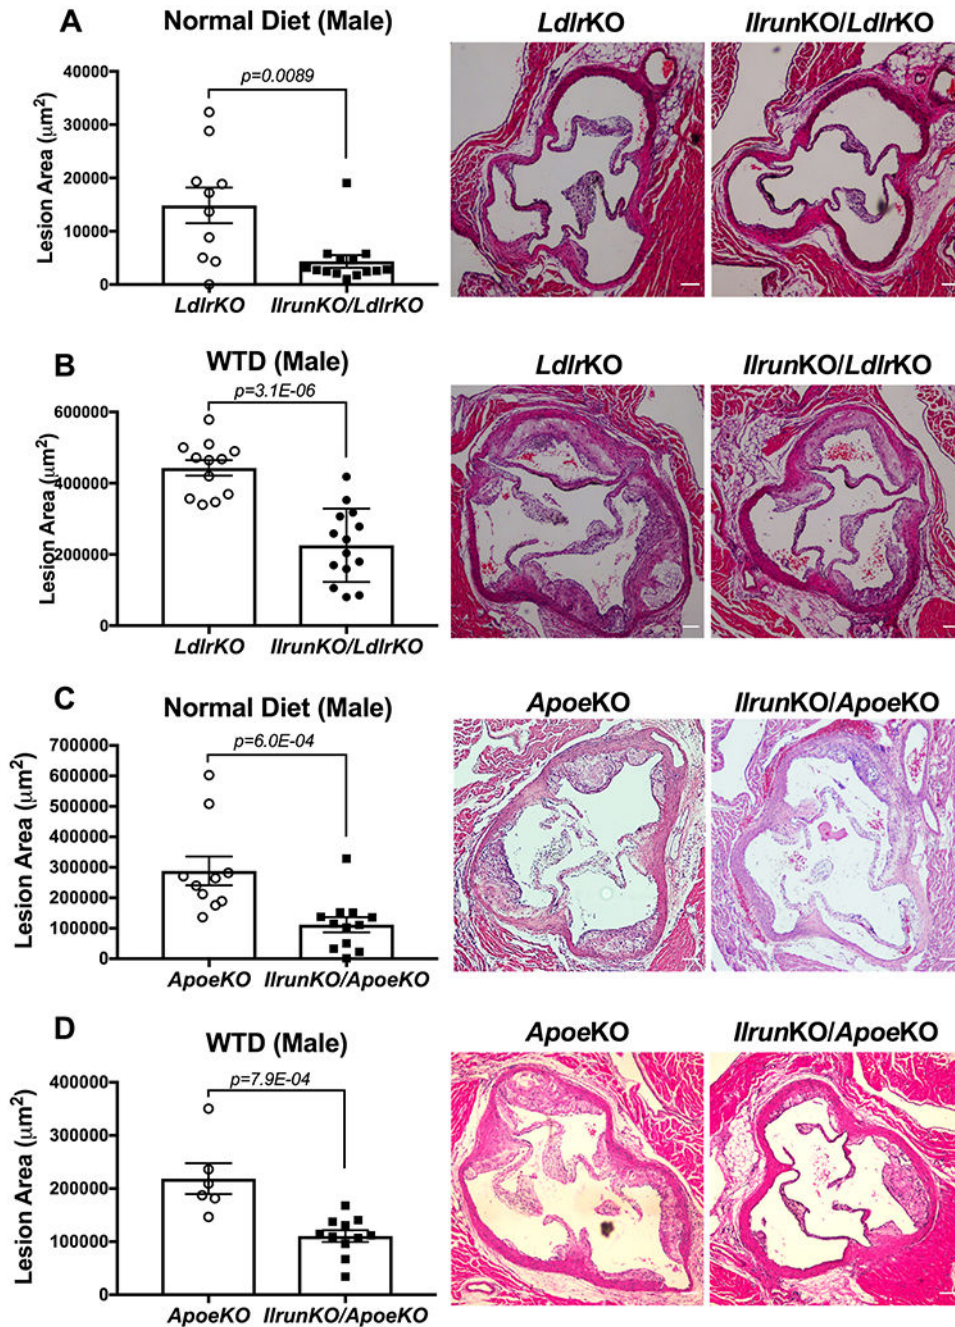 A
Normal Diet (Male)
LdlrKO
IlrunKO/LdlrKO
Lesion Area (μm2)
40000
30000
20000
10000
0
p=0.0089
LdlrKO
IlrunKO/LdlrKO
B
WTD (Male)
LdlrKO
IlrunKO/LdlrKO
Lesion Area (μm2)
600000
400000
200000
0
p=3.1E-06
LdlrKO
IlrunKO/LdlrKO
C
Normal Diet (Male)
ApoeKO
IlrunKO/ApoeKO
Lesion Area (μm2)
700000
600000
500000
400000
300000
200000
100000
0
p=6.0E-04
ApoeKO
IlrunKO/ApoeKO
D
WTD (Male)
ApoeKO
IlrunKO/ApoeKO
Lesion Area (μm2)
400000
300000
200000
100000
0
p=7.9E-04
ApoeKO
IlrunKO/ApoeKO